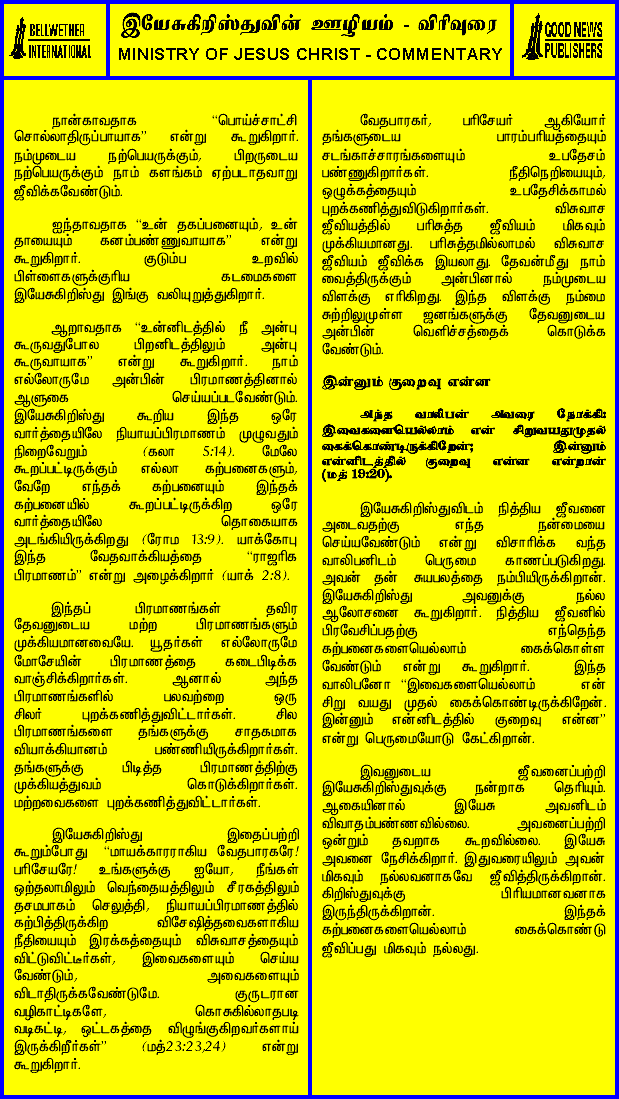 BELLWETHER
INTERNATIONAL
இயேசுகிறிஸ்துவின் ஊழியம் - விரிவுரை
MINISTRY OF JESUS CHRIST - COMMENTARY
GOOD NEWS
PUBLISHERS
நான்காவதாக “பொய்ச்சாட்சி
சொல்லாதிருப்பாயாக” என்று கூறுகிறார்.
நம்முடைய நற்பெயருக்கும், பிறருடைய
நற்பெயருக்கும் நாம் களங்கம் ஏற்படாதவாறு
ஜீவிக்கவேண்டும்.
ஐந்தாவதாக “உன் தகப்பனையும், உன்
தாயையும் கனம்பண்ணுவாயாக” என்று
கூறுகிறார். குடும்ப உறவில்
பிள்ளைகளுக்குரிய கடமைகளை
இயேசுகிறிஸ்து இங்கு வலியுறுத்துகிறார்.
ஆறாவதாக “உன்னிடத்தில் நீ அன்பு
கூருவதுபோல பிறனிடத்திலும் அன்பு
கூருவாயாக” என்று கூறுகிறார். நாம்
எல்லோருமே அன்பின் பிரமாணத்தினால்
ஆளுகை செய்யப்படவேண்டும்.
இயேசுகிறிஸ்து கூறிய இந்த ஒரே
வார்த்தையிலே நியாயப்பிரமாணம் முழுவதும்
நிறைவேறும் (கலா 5:14). மேலே
கூறப்பட்டிருக்கும் எல்லா கற்பனைகளும்,
வேறே எந்தக் கற்பனையும் இந்தக்
கற்பனையில் கூறப்பட்டிருக்கிற ஒரே
வார்த்தையிலே தொகையாக
அடங்கியிருக்கிறது (ரோம 13:9). யாக்கோபு
இந்த வேதவாக்கியத்தை “ராஜரிக
பிரமாணம்” என்று அழைக்கிறார் (யாக் 2:8).
இந்தப் பிரமாணங்கள் தவிர
தேவனுடைய மற்ற பிரமாணங்களும்
முக்கியமானவையே. யூதர்கள் எல்லோருமே
மோசேயின் பிரமாணத்தை கடைபிடிக்க
வாஞ்சிக்கிறார்கள். ஆனால் அந்த
பிரமாணங்களில் பலவற்றை ஒரு
சிலர் புறக்கணித்துவிட்டார்கள். சில
பிரமாணங்களை தங்களுக்கு சாதகமாக
வியாக்கியானம் பண்ணியிருக்கிறார்கள்.
தங்களுக்கு பிடித்த பிரமாணத்திற்கு
முக்கியத்துவம் கொடுக்கிறார்கள்.
மற்றவைகளை புறக்கணித்துவிட்டார்கள்.
இயேசுகிறிஸ்து இதைப்பற்றி
கூறும்போது “மாயக்காரராகிய வேதபாரகரே!
பரிசேயரே! உங்களுக்கு ஐயோ, நீங்கள்
ஒற்தலாமிலும் வெந்தையத்திலும் சீரகத்திலும்
தசமபாகம் செலுத்தி, நியாயப்பிரமாணத்தில்
கற்பித்திருக்கிற விசேஷித்தவைகளாகிய
நீதியையும் இரக்கத்தையும் விசுவாசத்தையும்
விட்டுவிட்டீர்கள், இவைகளையும் செய்ய
வேண்டும், அவைகளையும்
விடாதிருக்கவேண்டுமே. குருடரான
வழிகாட்டிகளே, கொசுகில்லாதபடி
வடிகட்டி, ஒட்டகத்தை விழுங்குகிறவர்களாய்
இருக்கிறீர்கள்” (மத்23:23,24) என்று
கூறுகிறார்.
வேதபாரகர், பரிசேயர் ஆகியோர்
தங்களுடைய பாரம்பரியத்தையும்
சடங்காச்சாரங்களையும் உபதேசம்
பண்ணுகிறார்கள். நீதிநெறியையும்,
ஒழுக்கத்தையும் உபதேசிக்காமல்
புறக்கணித்துவிடுகிறார்கள். விசுவாச
ஜீவியத்தில் பரிசுத்த ஜீவியம் மிகவும்
முக்கியமானது. பரிசுத்தமில்லாமல் விசுவாச
ஜீவியம் ஜீவிக்க இயலாது. தேவன்மீது நாம்
வைத்திருக்கும் அன்பினால் நம்முடைய
விளக்கு எரிகிறது. இந்த விளக்கு நம்மை
சுற்றிலுமுள்ள ஜனங்களுக்கு தேவனுடைய
அன்பின் வெளிச்சத்தைக் கொடுக்க
வேண்டும்.
இன்னும் குறைவு என்ன
அந்த வாலிபன் அவரை நோக்கி:
இவைகளையெல்லாம் என் சிறுவயதுமுதல்
கைக்கொண்டிருக்கிறேன்; இன்னும்
என்னிடத்தில் குறைவு என்ன என்றான்
(மத் 19:20).
இயேசுகிறிஸ்துவிடம் நித்திய ஜீவனை
அடைவதற்கு எந்த நன்மையை
செய்யவேண்டும் என்று விசாரிக்க வந்த
வாலிபனிடம் பெருமை காணப்படுகிறது.
அவன் தன் சுயபலத்தை நம்பியிருக்கிறான்.
இயேசுகிறிஸ்து அவனுக்கு நல்ல
ஆலோசனை கூறுகிறார். நித்திய ஜீவனில்
பிரவேசிப்பதற்கு எந்தெந்த
கற்பனைகளையெல்லாம் கைக்கொள்ள
வேண்டும் என்று கூறுகிறார். இந்த
வாலிபனோ “இவைகளையெல்லாம் என்
சிறு வயது முதல் கைக்கொண்டிருக்கிறேன்.
இன்னும் என்னிடத்தில் குறைவு என்ன”
என்று பெருமையோடு கேட்கிறான்.
இவனுடைய ஜீவனைப்பற்றி
இயேசுகிறிஸ்துவுக்கு நன்றாக தெரியும்.
ஆகையினால் இயேசு அவனிடம்
விவாதம்பண்ணவில்லை. அவனைப்பற்றி
ஒன்றும் தவறாக கூறவில்லை. இயேசு
அவனை நேசிக்கிறார். இதுவரையிலும் அவன்
மிகவும் நல்லவனாகவே ஜீவித்திருக்கிறான்.
கிறிஸ்துவுக்கு பிரியமானவனாக
இருந்திருக்கிறான். இந்தக்
கற்பனைகளையெல்லாம் கைக்கொண்டு
ஜீவிப்பது மிகவும் நல்லது.